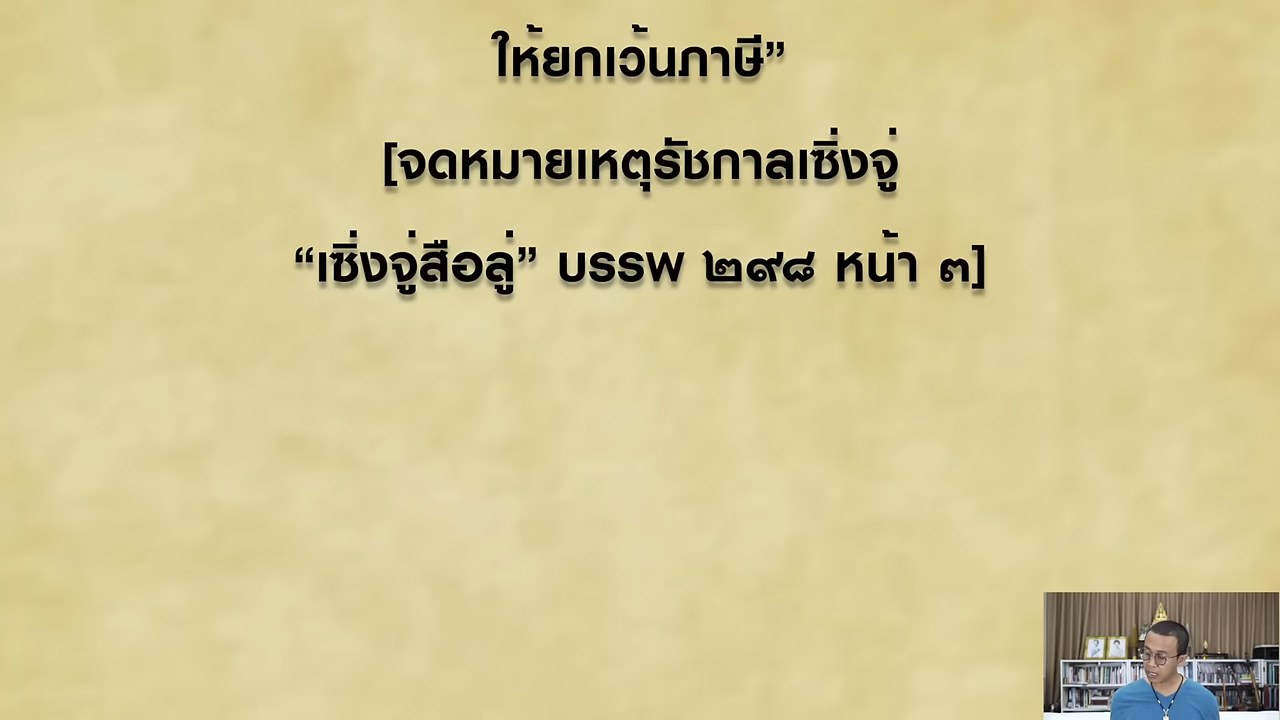 ให้ยกเว้นภาษี”
[จดหมายเหตุรัชกาลเซิ่งจู่
“เซิ่งจู่สือลู่” บรรพ ๒๙๘ หน้า ๓]